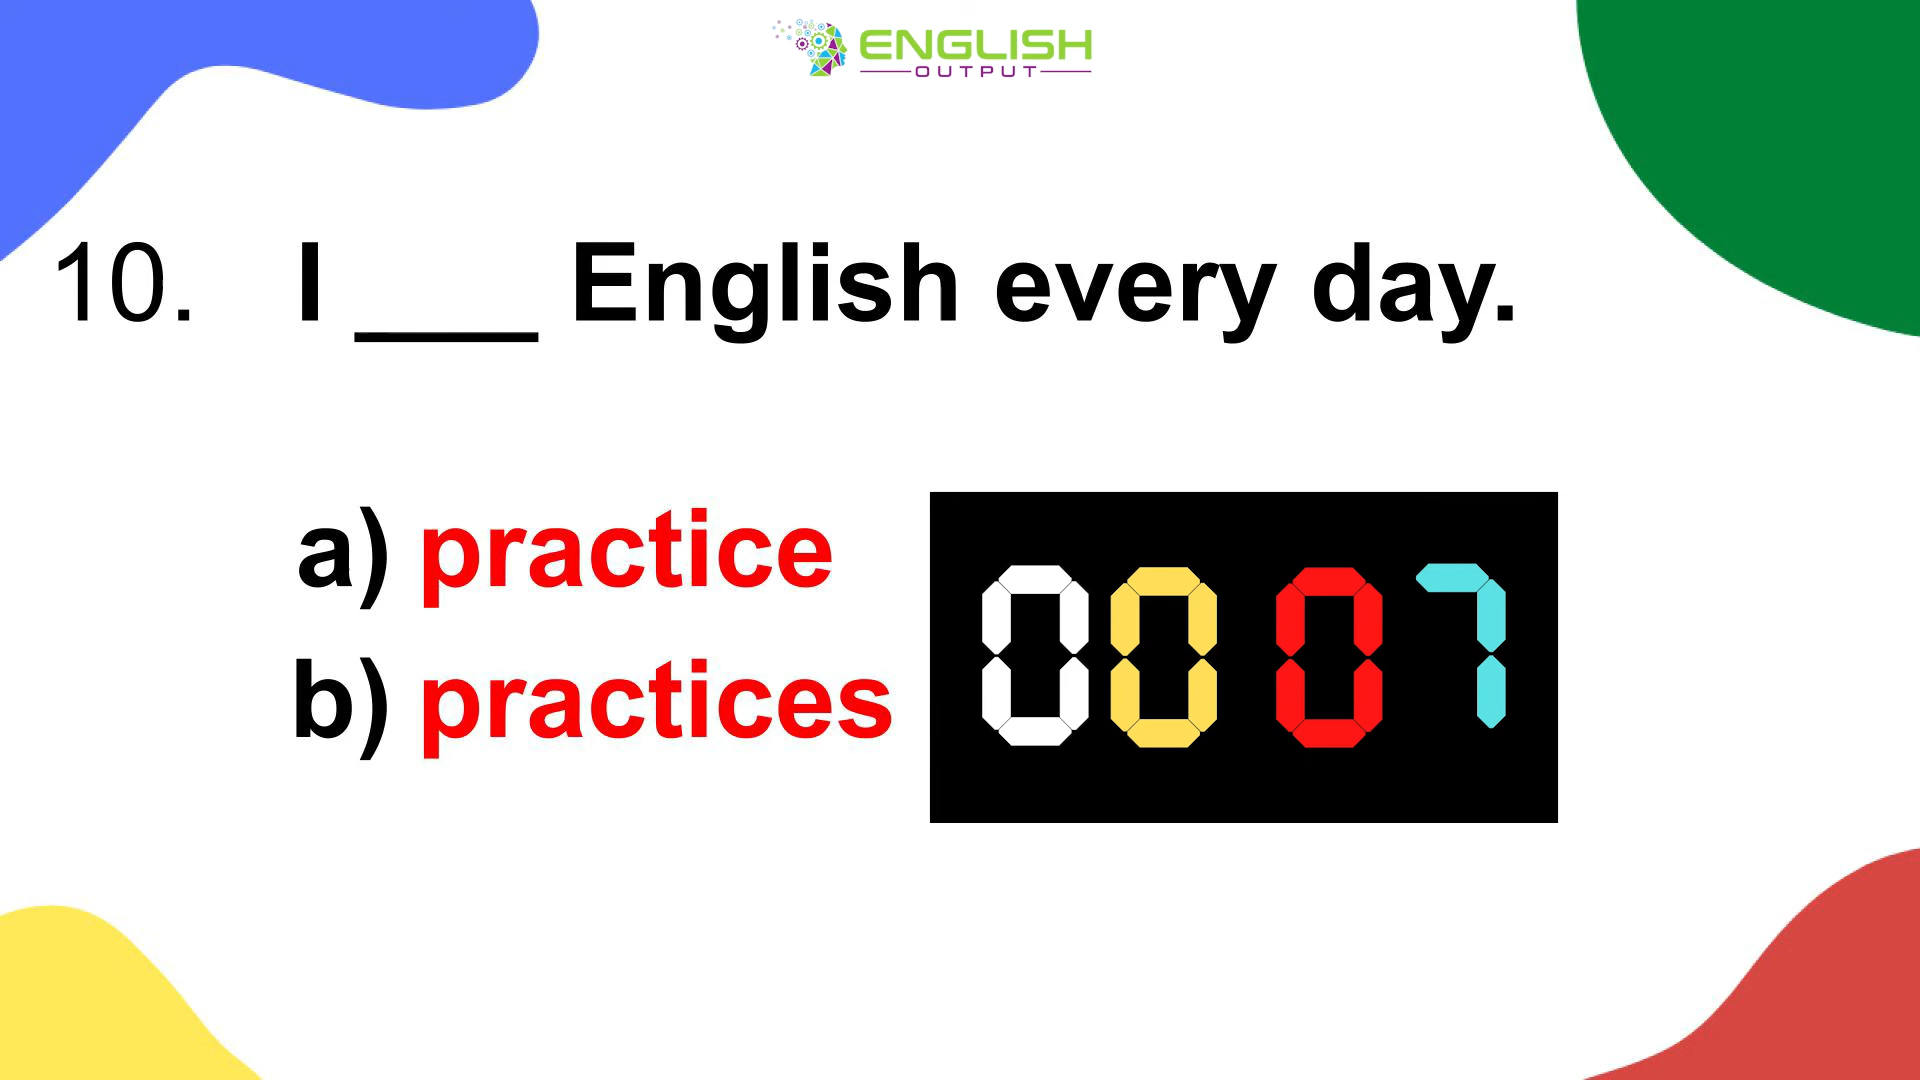 ENGLISH
OUTPUT
10. I ___ English every day.
a) practice
b) practices
0007